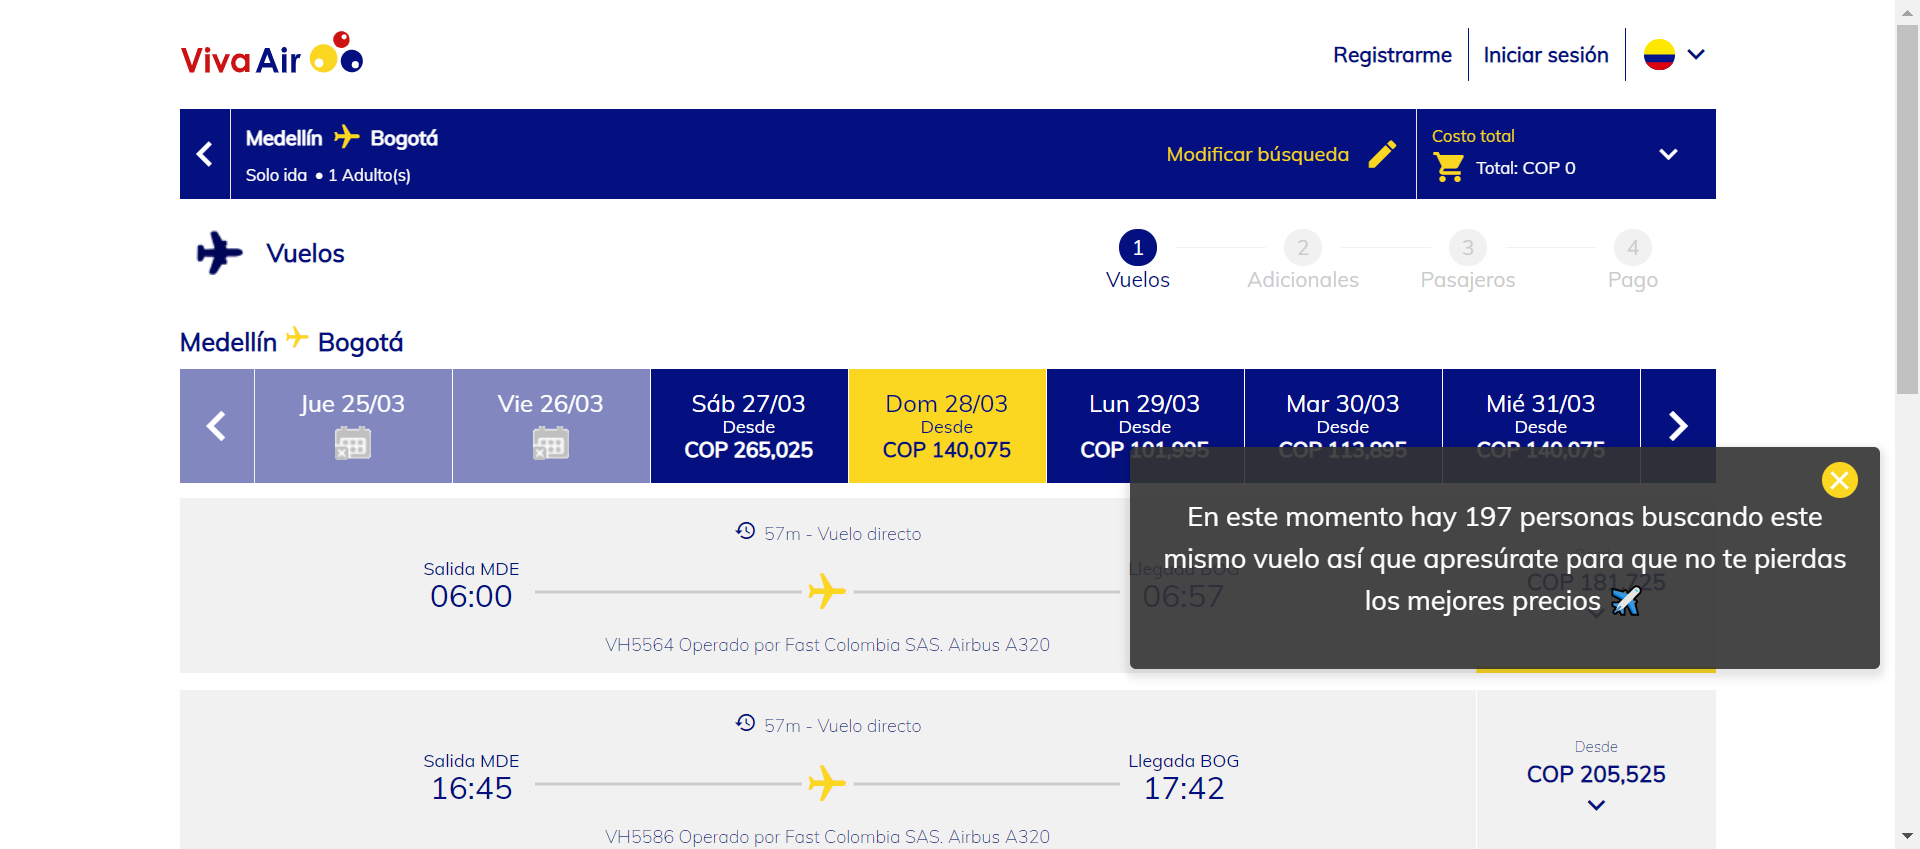 Viva Air
Registrarme
Iniciar sesión
Medellín Bogotá
Solo ida • 1 Adulto(s)
Modificar búsqueda
Costo total
Total: COP 0
Vuelos
1
Vuelos
2
Adicionales
3
Pasajeros
4
Pago
Medellín Bogotá
Jue 25/03
Vie 26/03
Sáb 27/03
Desde
COP 265,025
Dom 28/03
Desde
COP 140,075
Lun 29/03
Desde
COP 101,995
Mar 30/03
Desde
COP 113,895
Mié 31/03
Desde
COP 140,075
En este momento hay 197 personas buscando este
mismo vuelo así que apresúrate para que no te pierdas
los mejores precios ✈️
57m - Vuelo directo
Salida MDE
06:00
Llegada BOG
06:57
COP 181,725
VH5564 Operado por Fast Colombia SAS. Airbus A320
57m - Vuelo directo
Salida MDE
16:45
Llegada BOG
17:42
Desde
COP 205,525
VH5586 Operado por Fast Colombia SAS. Airbus A320